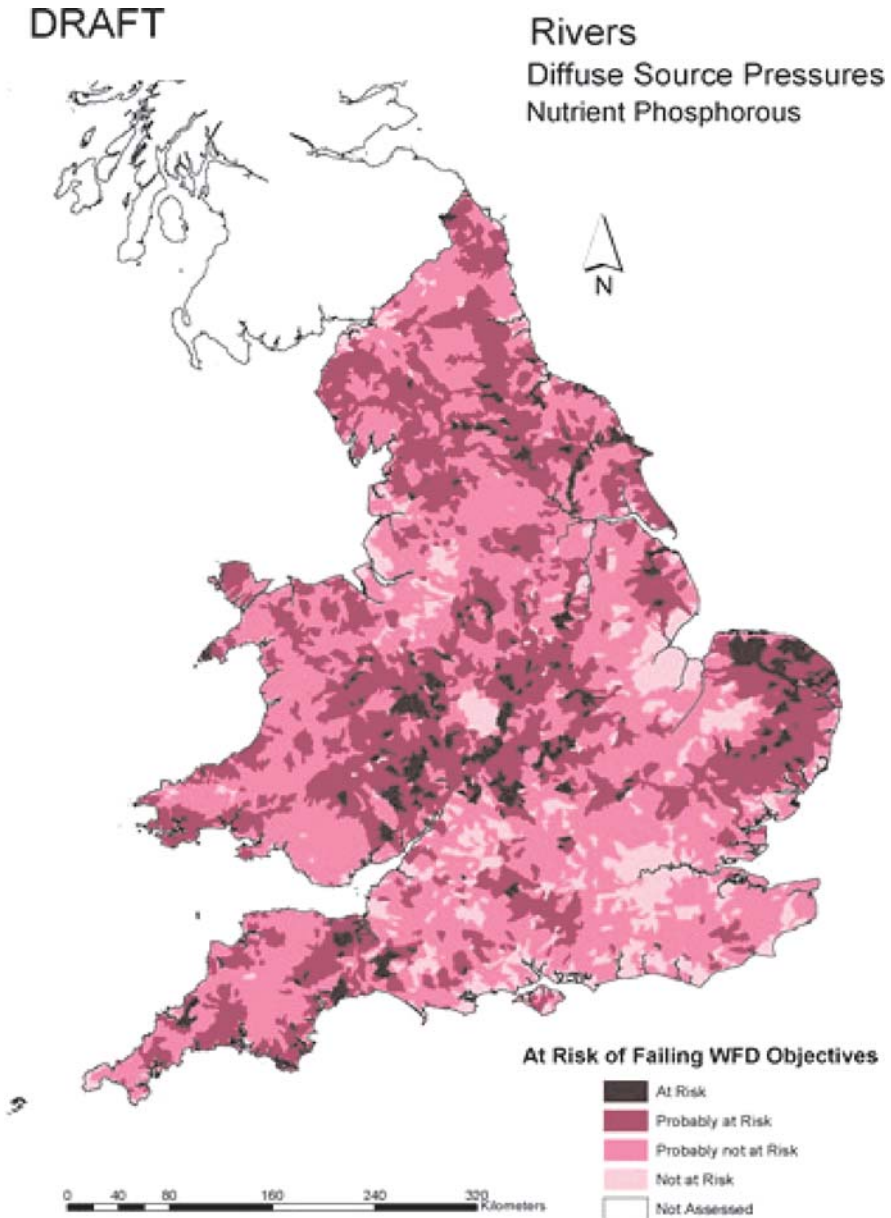 DRAFT
Rivers
Diffuse Source Pressures
Nutrient Phosphorous
N
At Risk of Failing WFD Objectives
At Risk
Probably at Risk
Probably not at Risk
Not at Risk
Not Assessed
0 40 80 160 240 320
Kilometers